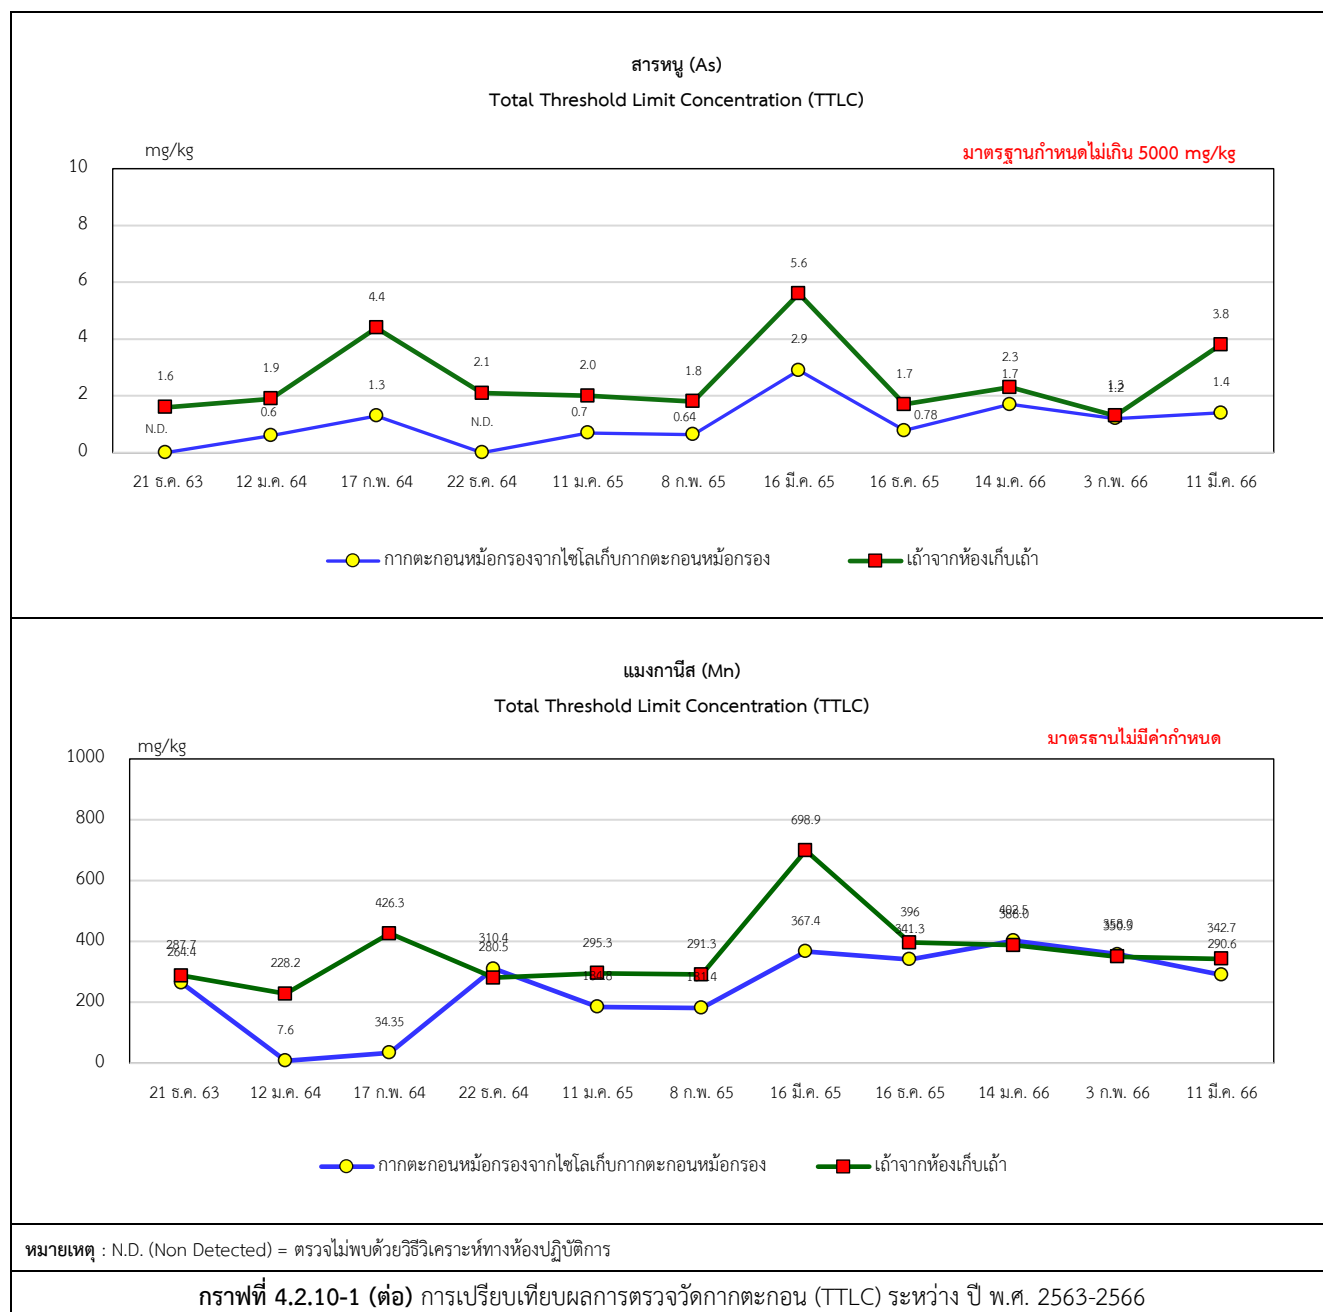 สารหนู (As)
Total Threshold Limit Concentration (TTLC)
mg/kg
มาตรฐานกำหนดไม่เกิน 5000 mg/kg
10
8
6
4
2
0
1.6 1.9 4.4 2.1 2.0 1.8 5.6 1.7 2.3 1.3 3.8
N.D. 0.6 1.3 N.D. 0.7 0.64 2.9 0.78 1.7 1.2 1.4
21 ธ.ค. 63 12 ม.ค. 64 17 ก.พ. 64 22 ธ.ค. 64 11 ม.ค. 65 8 ก.พ. 65 16 มี.ค. 65 16 ธ.ค. 65 14 ม.ค. 66 3 ก.พ. 66 11 มี.ค. 66
กากตะกอนหม้อกรองจากไซโลเก็บกากตะกอนหม้อกรอง เถ้าจากห้องเก็บเถ้า
แมงกานีส (Mn)
Total Threshold Limit Concentration (TTLC)
mg/kg
มาตรฐานไม่มีค่ากำหนด
1000
800
600
400
200
0
287.7 228.2 426.3 280.5 295.3 291.3 698.9 396 388.0 342.7
264.4 7.6 34.35 310.4 367.4 341.3 402.5 290.6
21 ธ.ค. 63 12 ม.ค. 64 17 ก.พ. 64 22 ธ.ค. 64 11 ม.ค. 65 8 ก.พ. 65 16 มี.ค. 65 16 ธ.ค. 65 14 ม.ค. 66 3 ก.พ. 66 11 มี.ค. 66
กากตะกอนหม้อกรองจากไซโลเก็บกากตะกอนหม้อกรอง เถ้าจากห้องเก็บเถ้า
หมายเหตุ : N.D. (Non Detected) = ตรวจไม่พบด้วยวิธีวิเคราะห์ทางห้องปฏิบัติการ
กราฟที่ 4.2.10-1 (ต่อ) การเปรียบเทียบผลการตรวจวัดกากตะกอน (TTLC) ระหว่าง ปี พ.ศ. 2563-2566